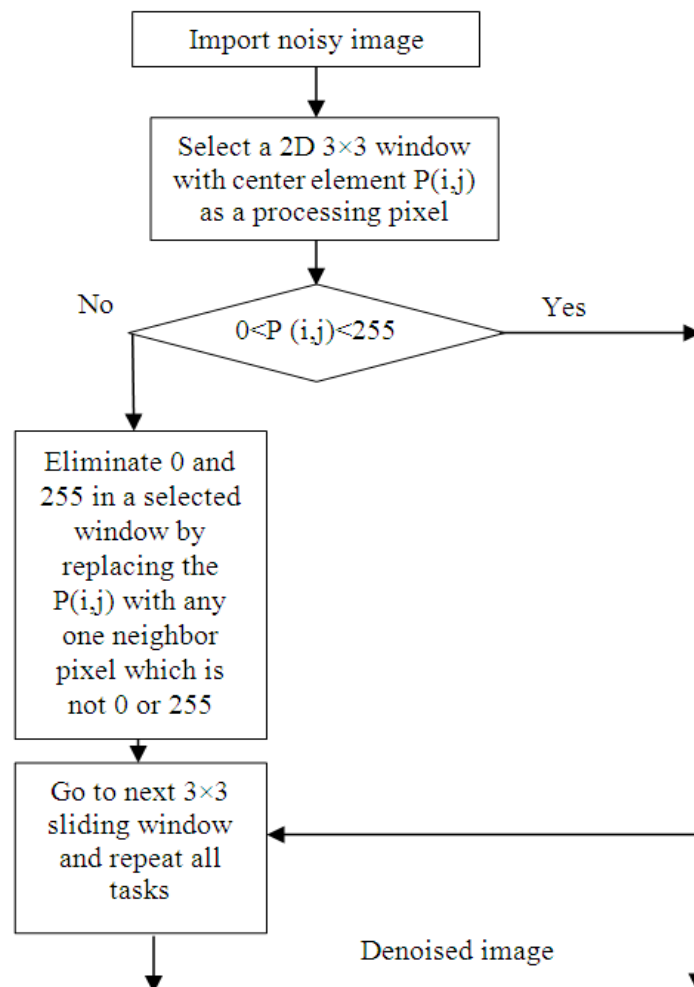 Import noisy image
Select a 2D 3×3 window
with center element P(i,j)
as a processing pixel
No
Yes
0<P (i,j)<255
Eliminate 0 and
255 in a selected
window by
replacing the
P(i,j) with any
one neighbor
pixel which is
not 0 or 255
Go to next 3×3
sliding window
and repeat all
tasks
Denoised image